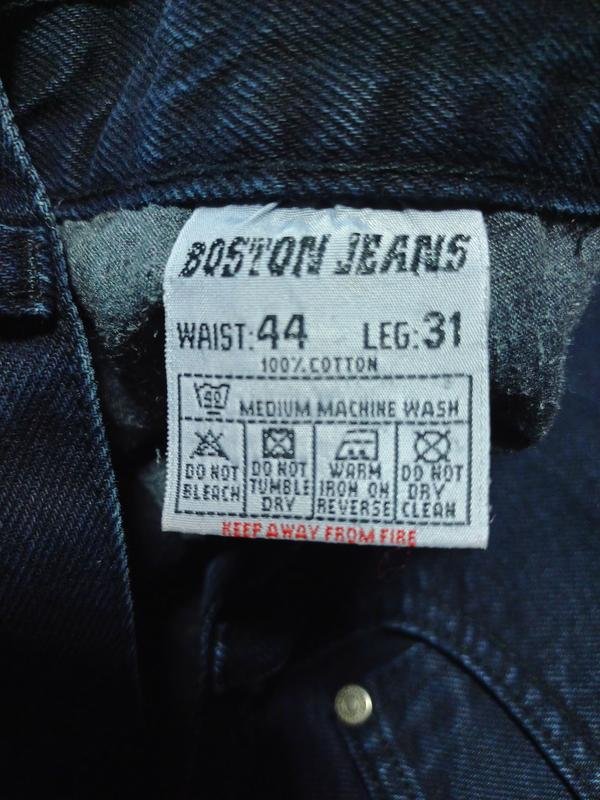 BOSTON JEANS
WAIST:44 LEG:31
100% COTTON
40 MEDIUM MACHINE WASH
DO NOT BLEACH
DO NOT TUMBLE DRY
WARM IRON ON REVERSE
DO NOT DRY CLEAN
KEEP AWAY FROM FIRE